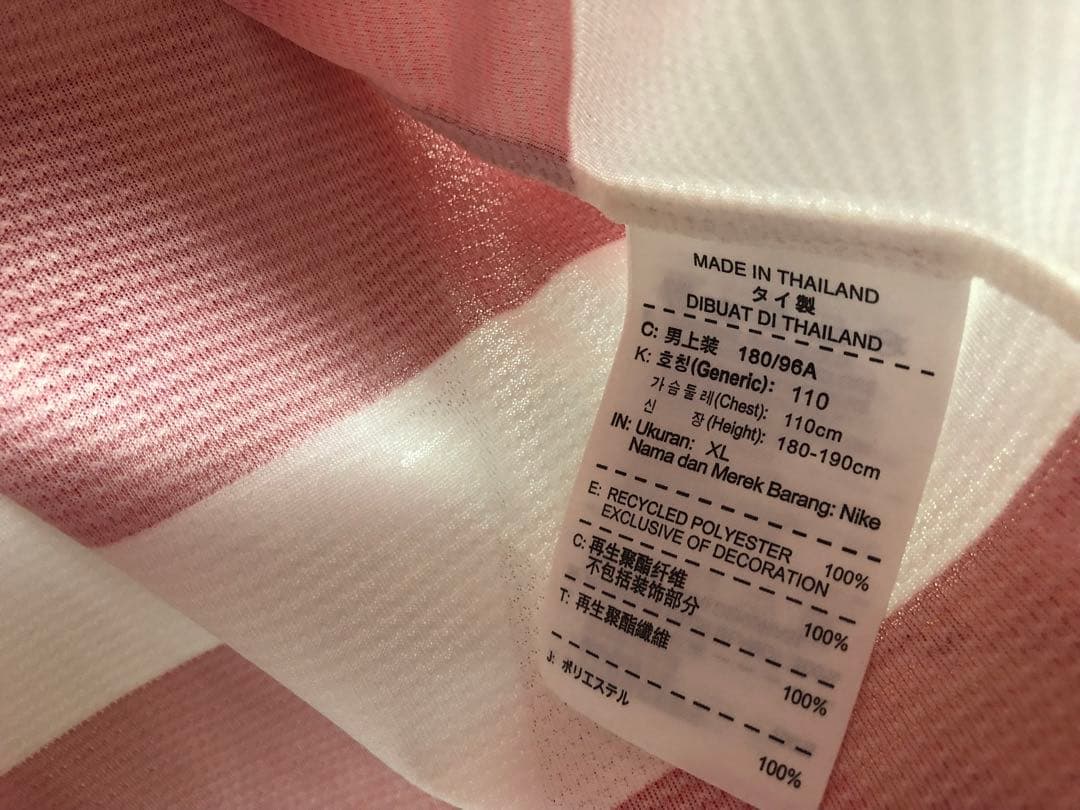 MADE IN THAILAND
タイ製
DIBUAT DI THAILAND
C: 男上装 180/96A
K: 호칭(Generic): 110
가슴둘레(Chest): 110cm
신 장(Height): 180-190cm
IN: Ukuran: XL
Nama dan Merek Barang: Nike
E: RECYCLED POLYESTER 100%
EXCLUSIVE OF DECORATION
C: 再生聚酯纤维 100%
不包括装饰部分
T: 再生聚酯纖維 100%
J: ポリエステル 100%